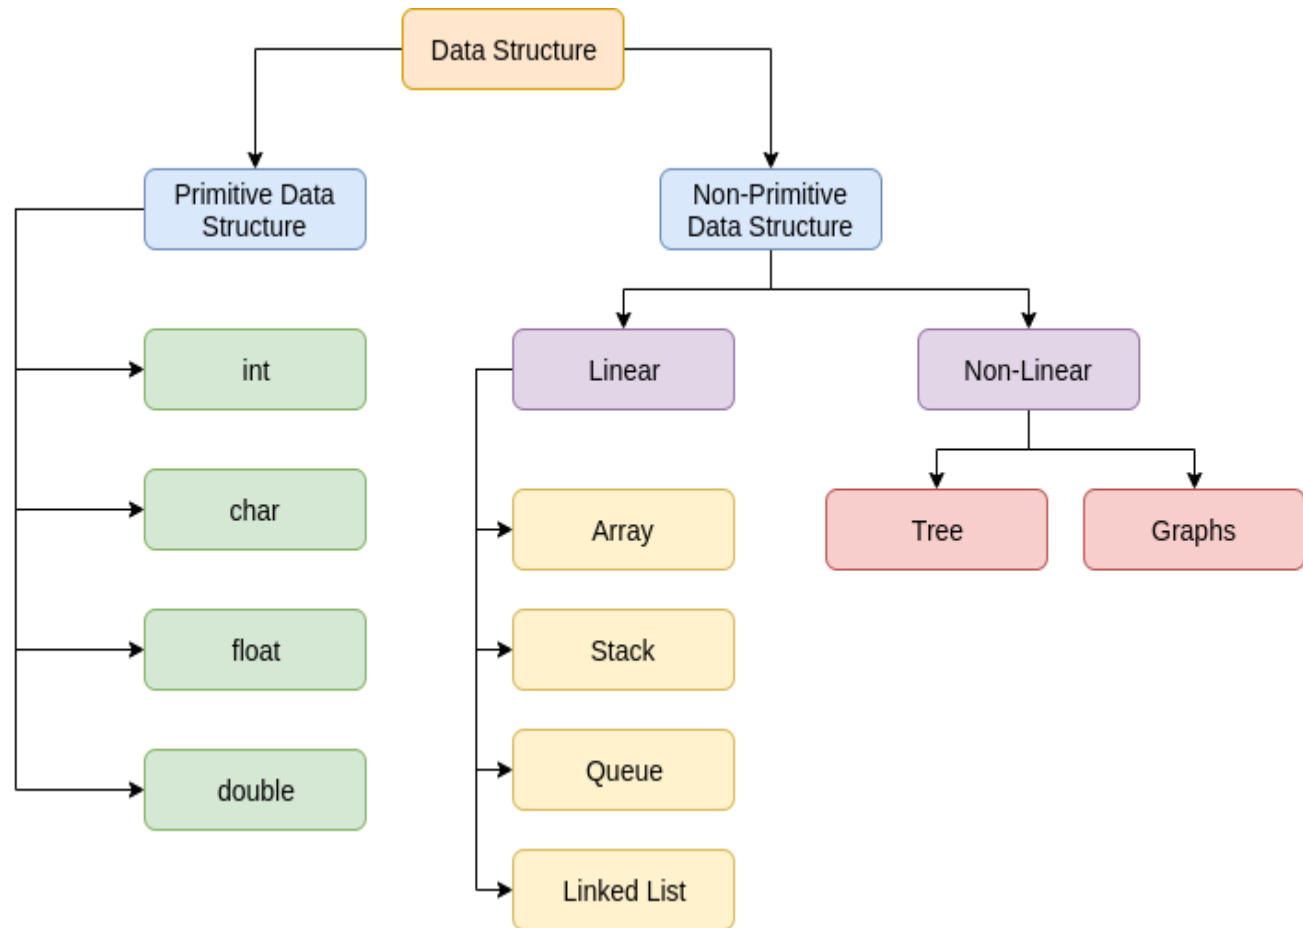 Data Structure
Primitive Data
Structure
Non-Primitive
Data Structure
int
Linear
Non-Linear
char
Array
Tree
Graphs
float
Stack
double
Queue
Linked List